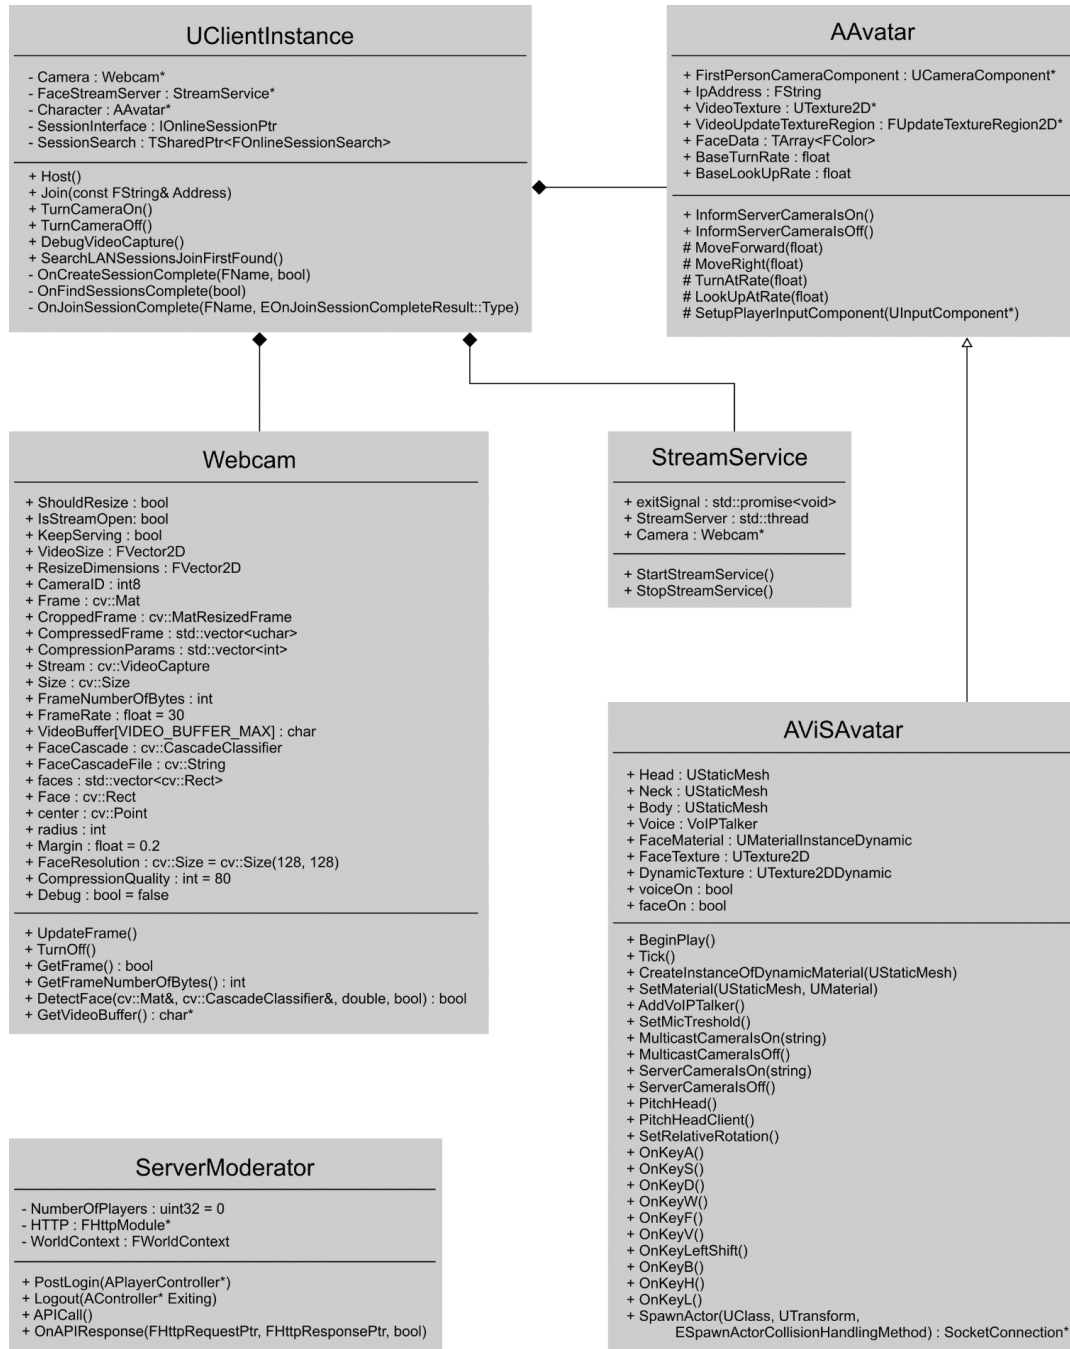 UClientInstance
- Camera : Webcam*
- FaceStreamServer : StreamService*
- Character : AAvatar*
- SessionInterface : IOnlineSessionPtr
- SessionSearch : TSharedPtr<FOnlineSessionSearch>
+ Host()
+ Join(const FString& Address)
+ TurnCameraOn()
+ TurnCameraOff()
+ DebugVideoCapture()
+ SearchLANSessionsJoinFirstFound()
- OnCreateSessionComplete(FName, bool)
- OnFindSessionsComplete(bool)
- OnJoinSessionComplete(FName, EOnJoinSessionCompleteResult::Type)
AAvatar
+ FirstPersonCameraComponent : UCameraComponent*
+ IpAddress : FString
+ VideoTexture : UTexture2D*
+ VideoUpdateTextureRegion : FUpdateTextureRegion2D*
+ FaceData : TArray<FColor>
+ BaseTurnRate : float
+ BaseLookUpRate : float
+ InformServerCameraIsOn()
+ InformServerCameraIsOff()
# MoveForward(float)
# MoveRight(float)
# TurnAtRate(float)
# LookUpAtRate(float)
# SetupPlayerInputComponent(UInputComponent*)
Webcam
+ ShouldResize : bool
+ IsStreamOpen: bool
+ KeepServing : bool
+ VideoSize : FVector2D
+ ResizeDimensions : FVector2D
+ CameraID : int8
+ Frame : cv::Mat
+ CroppedFrame : cv::MatResizedFrame
+ CompressedFrame : std::vector<uchar>
+ CompressionParams : std::vector<int>
+ Stream : cv::VideoCapture
+ Size : cv::Size
+ FrameNumberOfBytes : int
+ FrameRate : float = 30
+ VideoBuffer[VIDEO_BUFFER_MAX] : char
+ FaceCascade : cv::CascadeClassifier
+ FaceCascadeFile : cv::String
+ faces : std::vector<cv::Rect>
+ Face : cv::Rect
+ center : cv::Point
+ radius : int
+ Margin : float = 0.2
+ FaceResolution : cv::Size = cv::Size(128, 128)
+ CompressionQuality : int = 80
+ Debug : bool = false
+ UpdateFrame()
+ TurnOff()
+ GetFrame() : bool
+ GetFrameNumberOfBytes() : int
+ DetectFace(cv::Mat&, cv::CascadeClassifier&, double, bool) : bool
+ GetVideoBuffer() : char*
StreamService
+ exitSignal : std::promise<void>
+ StreamServer : std::thread
+ Camera : Webcam*
+ StartStreamService()
+ StopStreamService()
AViSAvatar
+ Head : UStaticMesh
+ Neck : UStaticMesh
+ Body : UStaticMesh
+ Voice : VoIPTalker
+ FaceMaterial : UMaterialInstanceDynamic
+ FaceTexture : UTexture2D
+ DynamicTexture : UTexture2DDynamic
+ voiceOn : bool
+ faceOn : bool
+ BeginPlay()
+ Tick()
+ CreateInstanceOfDynamicMaterial(UStaticMesh)
+ SetMaterial(UStaticMesh, UMaterial)
+ AddVoIPTalker()
+ SetMicTreshold()
+ MulticastCameraIsOn(string)
+ MulticastCameraIsOff()
+ ServerCameraIsOn(string)
+ ServerCameraIsOff()
+ PitchHead()
+ PitchHeadClient()
+ SetRelativeRotation()
+ OnKeyA()
+ OnKeyS()
+ OnKeyD()
+ OnKeyW()
+ OnKeyF()
+ OnKeyV()
+ OnKeyLeftShift()
+ OnKeyB()
+ OnKeyH()
+ OnKeyL()
+ SpawnActor(UClass, UTransform,
ESpawnActorCollisionHandlingMethod) : SocketConnection*
ServerModerator
- NumberOfPlayers : uint32 = 0
- HTTP : FHttpModule*
- WorldContext : FWorldContext
+ PostLogin(APlayerController*)
+ Logout(AController* Exiting)
+ APICall()
+ OnAPIResponse(FHttpRequestPtr, FHttpResponsePtr, bool)